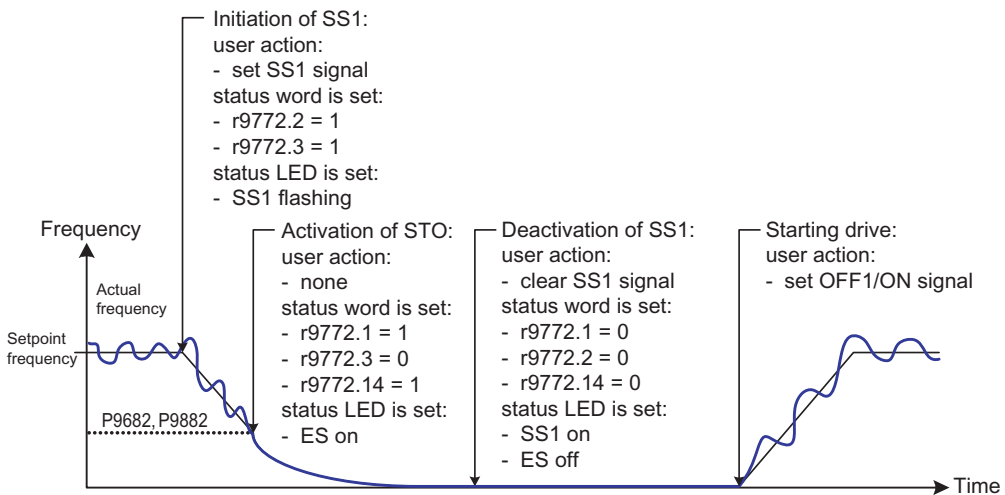 Initiation of SS1:
user action:
- set SS1 signal
status word is set:
- r9772.2 = 1
- r9772.3 = 1
status LED is set:
- SS1 flashing
Frequency
Actual
frequency
Setpoint
frequency
P9682, P9882
Activation of STO:
user action:
- none
status word is set:
- r9772.1 = 1
- r9772.3 = 0
- r9772.14 = 1
status LED is set:
- ES on
Deactivation of SS1:
user action:
- clear SS1 signal
status word is set:
- r9772.1 = 0
- r9772.2 = 0
- r9772.14 = 0
status LED is set:
- SS1 on
- ES off
Starting drive:
user action:
- set OFF1/ON signal
Time